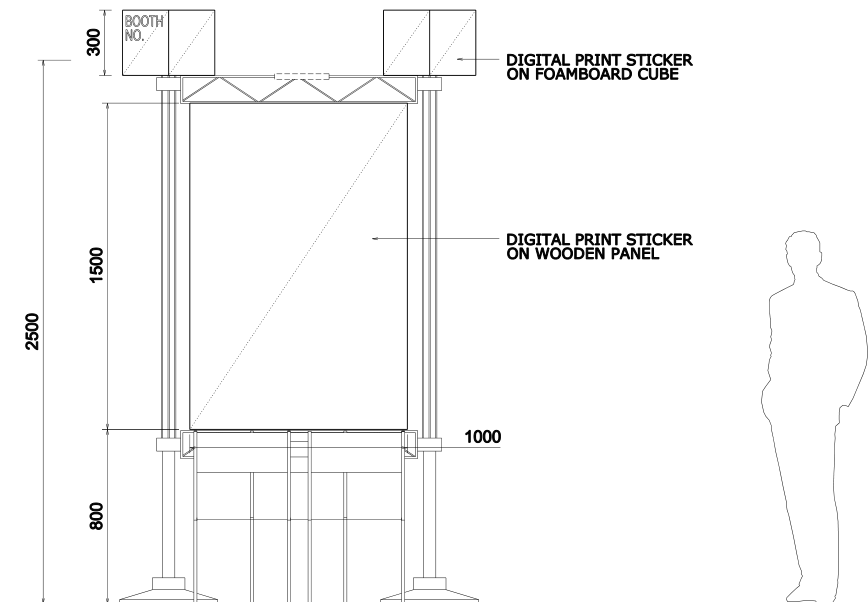 BOOTH
NO.
300
DIGITAL PRINT STICKER
ON FOAMBOARD CUBE
DIGITAL PRINT STICKER
ON WOODEN PANEL
1500
2500
1000
800